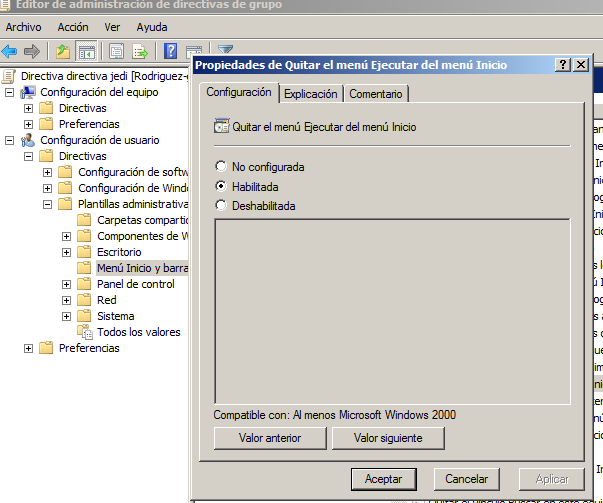 Editor de administración de directivas de grupo
Archivo Acción Ver Ayuda
Directiva directiva jedi [Rodriguez-
Configuración del equipo
Directivas
Preferencias
Configuración de usuario
Directivas
Configuración de softw
Configuración de Windo
Plantillas administrativa
Carpetas compartic
Componentes de W
Escritorio
Menú Inicio y barra
Panel de control
Red
Sistema
Todos los valores
Preferencias
Propiedades de Quitar el menú Ejecutar del menú Inicio
Configuración Explicación Comentario
Quitar el menú Ejecutar del menú Inicio
No configurada
Habilitada
Deshabilitada
Compatible con: Al menos Microsoft Windows 2000
Valor anterior Valor siguiente
Aceptar Cancelar Aplicar